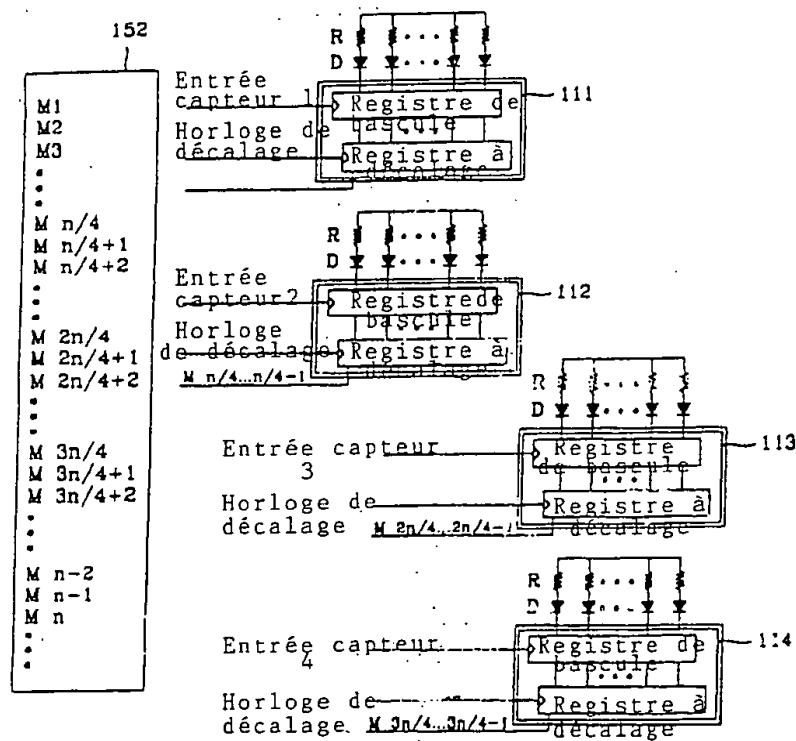 152
M1
M2
M3
M n/4
M n/4+1
M n/4+2
M 2n/4
M 2n/4+1
M 2n/4+2
M 3n/4
M 3n/4+1
M 3n/4+2
M n-2
M n-1
M n
R
D
Entrée
capteur 1
Registre de
bascule
Horloge de
décalage
Registre à
décalage
111
R
D
Entrée
capteur2
Registre de
bascule
Horloge
de décalage
Registre à
décalage
M n/4...n/4-1
112
R
D
Entrée capteur
3
Registre
de bascule
Horloge de
décalage
Registre à
décalage
M 2n/4...2n/4-1
113
R
D
Entrée capteur
4
Registre de
bascule
Horloge de
décalage
Registre à
décalage
M 3n/4...3n/4-1
114